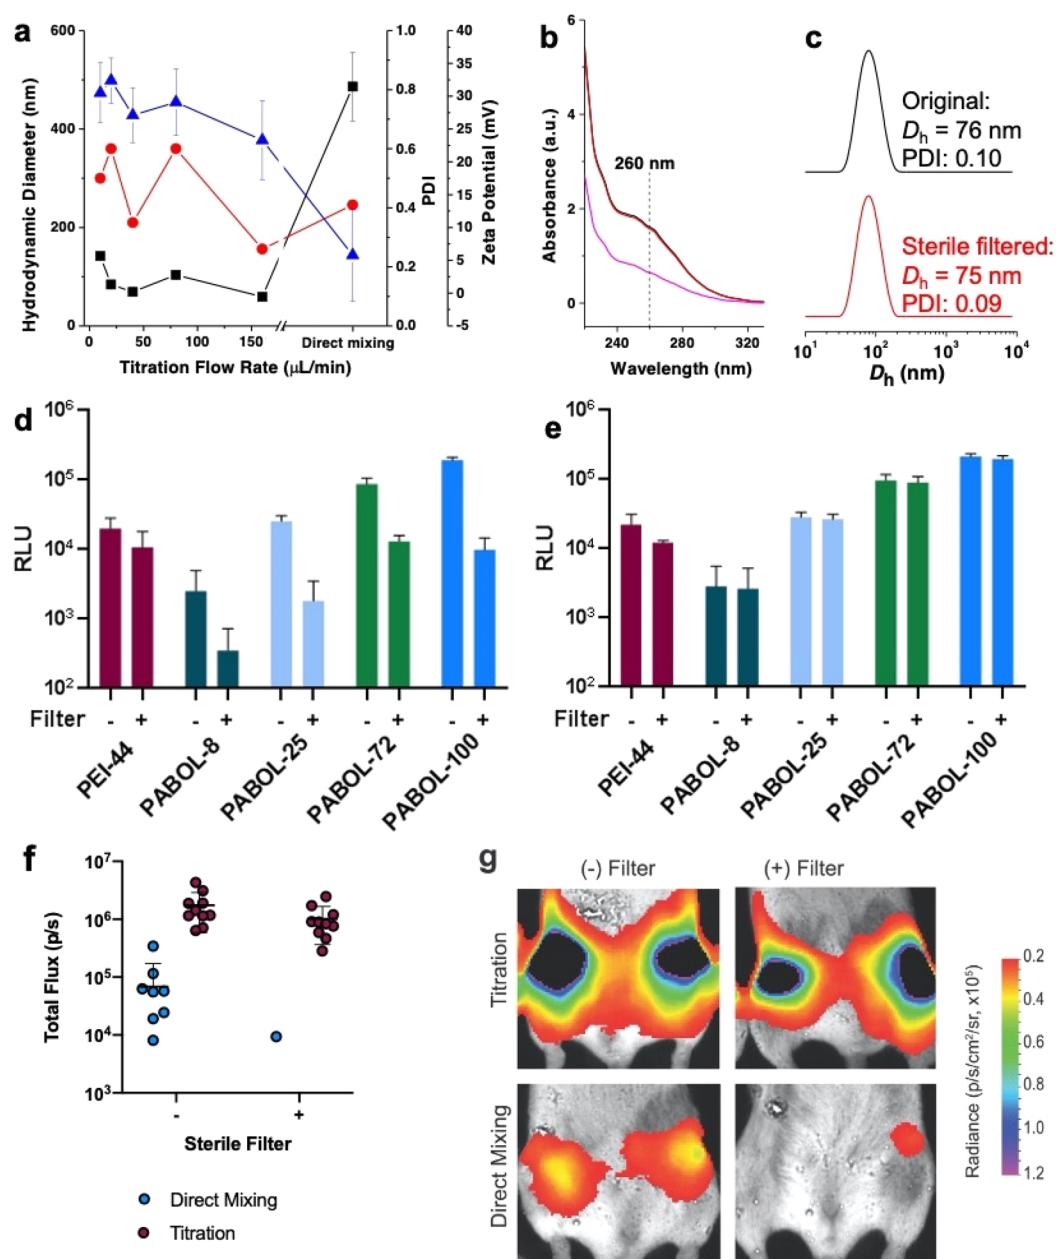 a
600
400
200
0
Hydrodynamic Diameter (nm)
1.0
0.8
0.6
0.4
0.2
0.0
PDI
40
35
30
25
20
15
10
5
0
-5
Zeta Potential (mV)
0
50
100
150
Direct mixing
Titration Flow Rate (μL/min)
b
6
4
2
0
Absorbance (a.u.)
260 nm
240
280
320
Wavelength (nm)
c
Original:
Dh = 76 nm
PDI: 0.10
Sterile filtered:
Dh = 75 nm
PDI: 0.09
10¹
10²
10³
10⁴
Dh (nm)
d
10⁶
10⁵
10⁴
10³
10²
RLU
Filter - + - + - + - + - +
PEI-44
PABOL-8
PABOL-25
PABOL-72
PABOL-100
e
10⁶
10⁵
10⁴
10³
10²
RLU
Filter - + - + - + - + - +
PEI-44
PABOL-8
PABOL-25
PABOL-72
PABOL-100
f
10⁷
10⁶
10⁵
10⁴
10³
Total Flux (p/s)
- +
Sterile Filter
Direct Mixing
Titration
g
(-) Filter
(+) Filter
Titration
Direct Mixing
Radiance (p/s/cm²/sr, x10⁵)
0.2
0.4
0.6
0.8
1.0
1.2